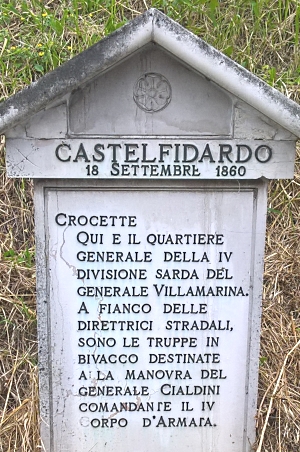 CASTELFIDARDO
18 SETTEMBRE 1860
CROCETTE
QUI E IL QUARTIERE
GENERALE DELLA IV
DIVISIONE SARDA DEL
GENERALE VILLAMARINA.
A FIANCO DELLE
DIRETTRICI STRADALI,
SONO LE TRUPPE IN
BIVACCO DESTINATE
ALLA MANOVRA DEL
GENERALE CIALDINI
COMANDANTE IL IV
CORPO D'ARMATA.